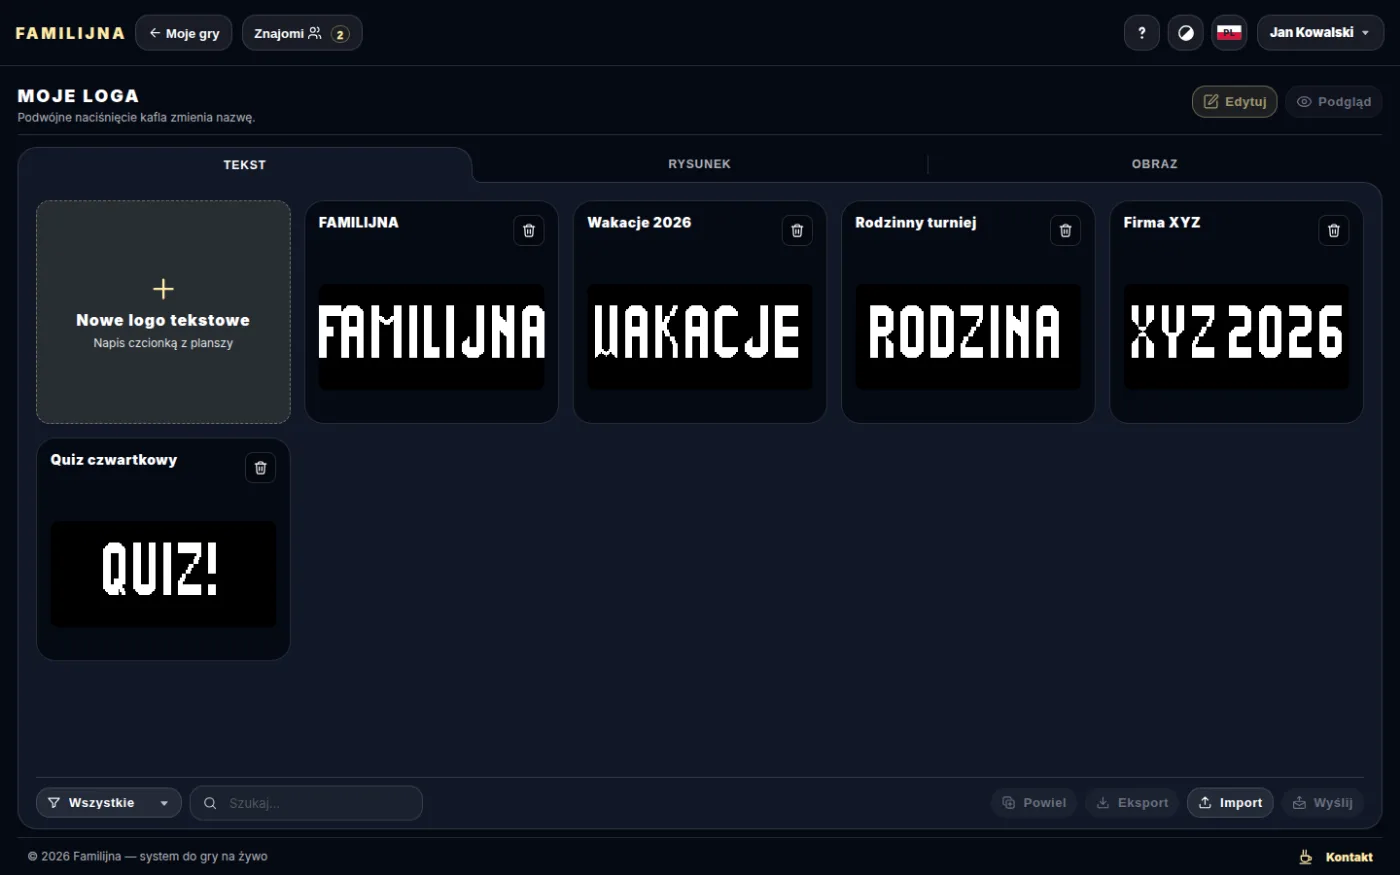 FAMILIJNA
Moje gry
Znajomi 2
?
PL
Jan Kowalski
MOJE LOGA
Podwójne naciśnięcie kafla zmienia nazwę.
Edytuj
Podgląd
TEKST
RYSUNEK
OBRAZ
Nowe logo tekstowe
Napis czcionką z planszy
FAMILIJNA
FAMILIJNA
Wakacje 2026
WAKACJE
Rodzinny turniej
RODZINA
Firma XYZ
XYZ 2026
Quiz czwartkowy
QUIZ!
Wszystkie
Szukaj...
Powiel
Eksport
Import
Wyślij
© 2026 Familijna — system do gry na żywo
Kontakt